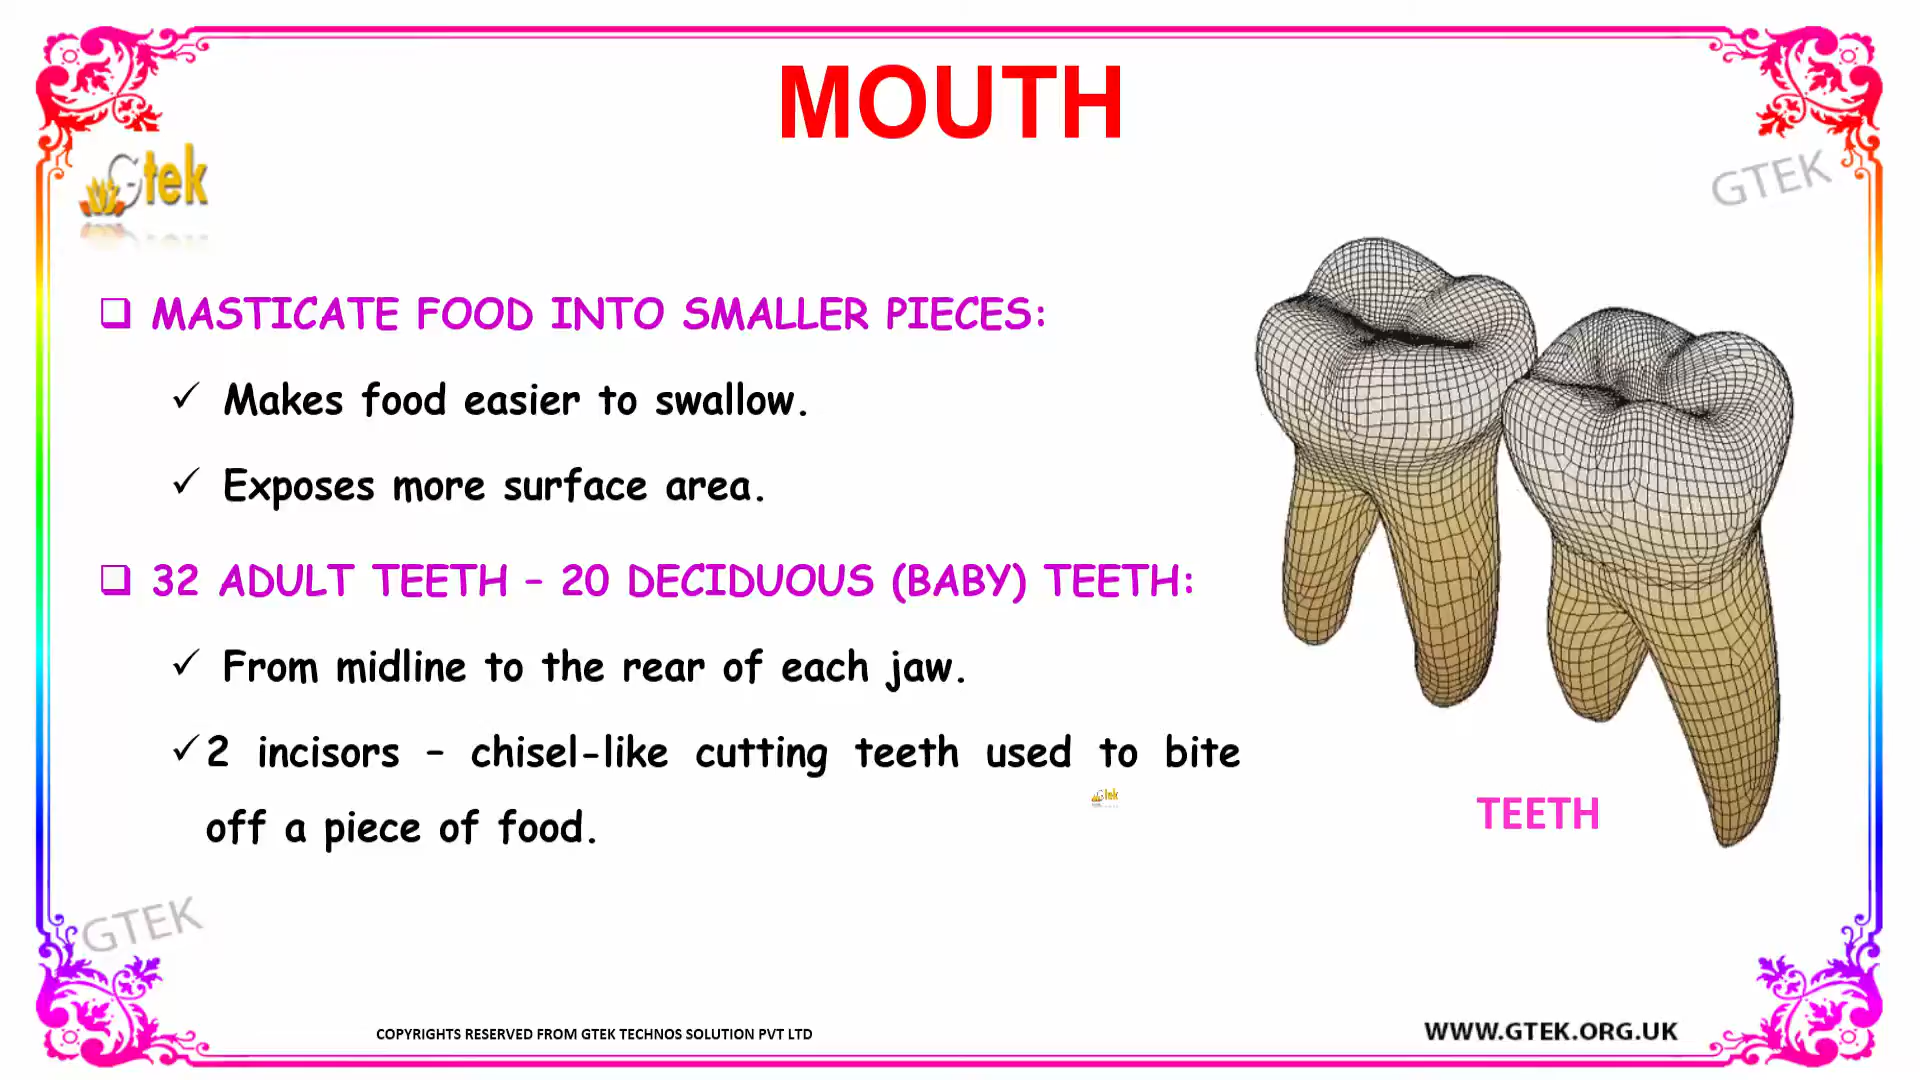 MOUTH
Gtek
GTEK
❑ MASTICATE FOOD INTO SMALLER PIECES:
✓ Makes food easier to swallow.
✓ Exposes more surface area.
❑ 32 ADULT TEETH – 20 DECIDUOUS (BABY) TEETH:
✓ From midline to the rear of each jaw.
✓ 2 incisors – chisel-like cutting teeth used to bite
off a piece of food.
Gtek
TEETH
GTEK
COPYRIGHTS RESERVED FROM GTEK TECHNOS SOLUTION PVT LTD
WWW.GTEK.ORG.UK